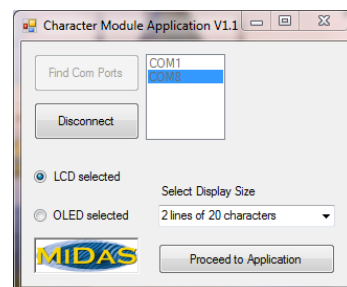 Character Module Application V1.1
Find Com Ports
COM1
COM8
Disconnect
LCD selected
Select Display Size
OLED selected
2 lines of 20 characters
MIDAS
Proceed to Application